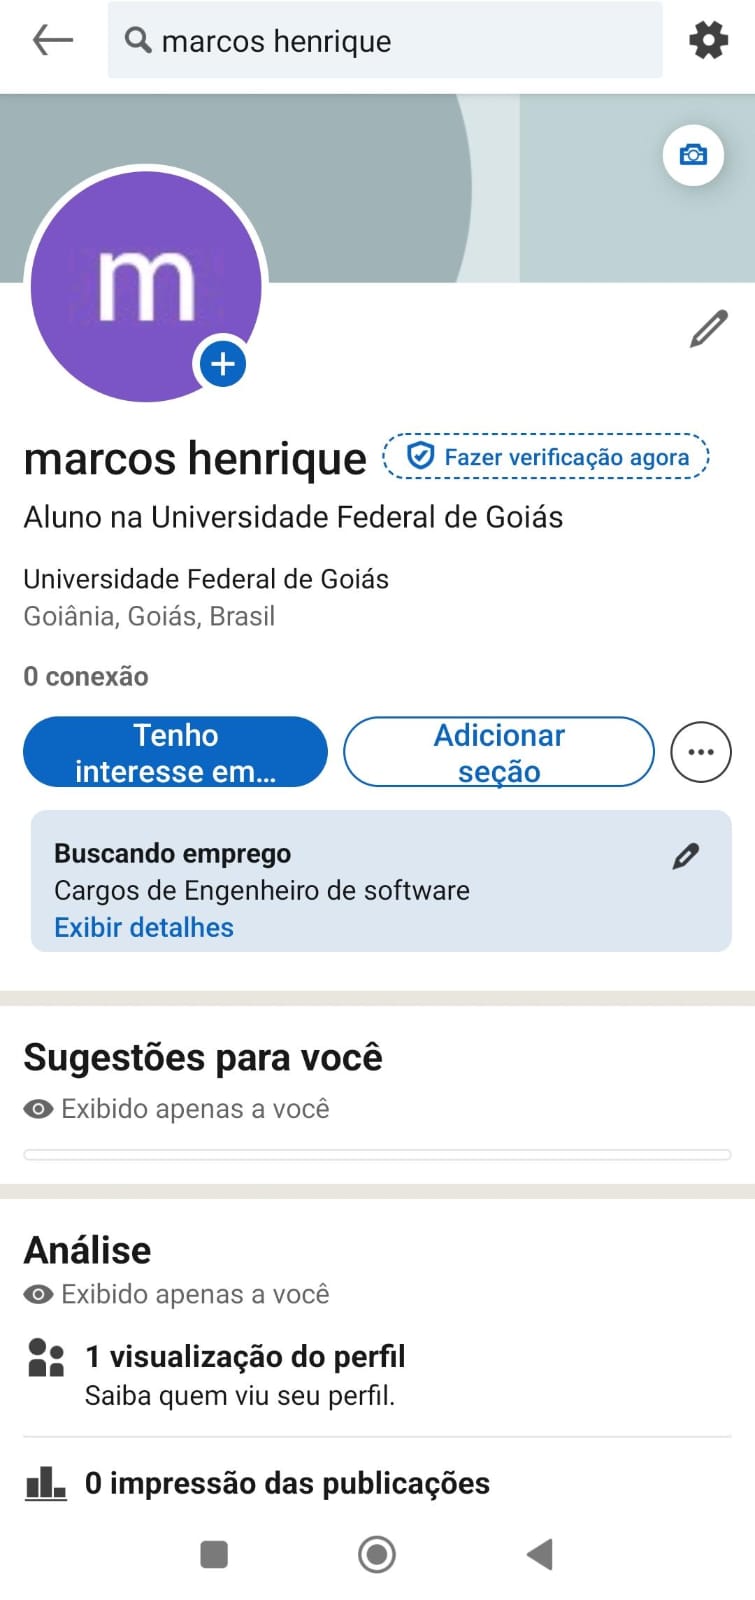 marcos henrique
m
marcos henrique
Fazer verificação agora
Aluno na Universidade Federal de Goiás
Universidade Federal de Goiás
Goiânia, Goiás, Brasil
0 conexão
Tenho
interesse em...
Adicionar
seção
Buscando emprego
Cargos de Engenheiro de software
Exibir detalhes
Sugestões para você
Exibido apenas a você
Análise
Exibido apenas a você
1 visualização do perfil
Saiba quem viu seu perfil.
0 impressão das publicações